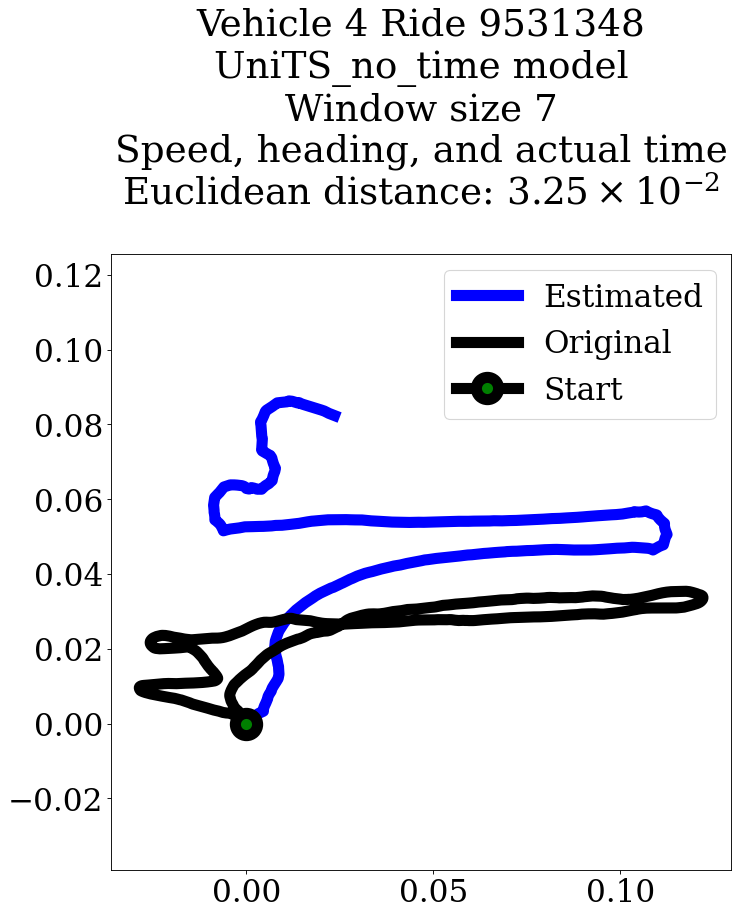 Vehicle 4 Ride 9531348
UniTS_no_time model
Window size 7
Speed, heading, and actual time
Euclidean distance: 3.25 × 10⁻²
Estimated
Original
Start
0.12
0.10
0.08
0.06
0.04
0.02
0.00
−0.02
0.00 0.05 0.10